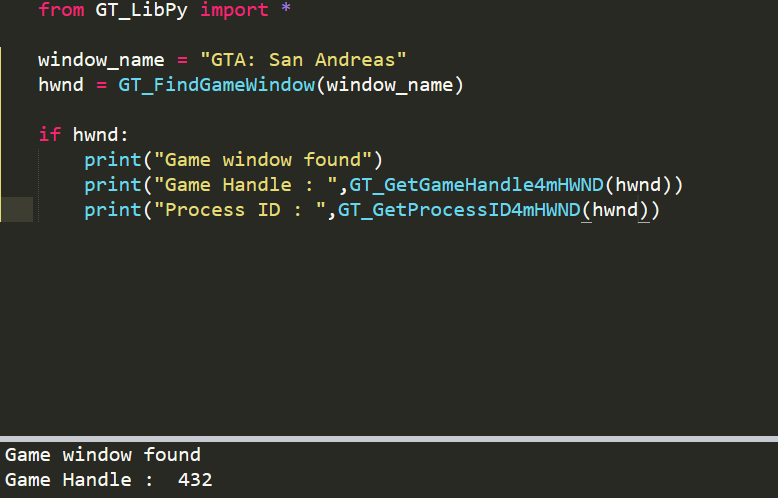 from GT_LibPy import *
window_name = "GTA: San Andreas"
hwnd = GT_FindGameWindow(window_name)
if hwnd:
print("Game window found")
print("Game Handle : ",GT_GetGameHandle4mHWND(hwnd))
print("Process ID : ",GT_GetProcessID4mHWND(hwnd))
Game window found
Game Handle :  432